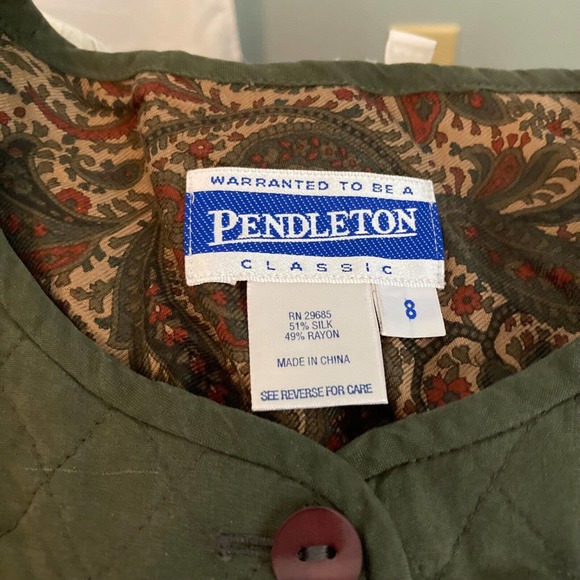 WARRANTED TO BE A
PENDLETON
CLASSIC
8
RN 29685
51% SILK
49% RAYON
MADE IN CHINA
SEE REVERSE FOR CARE